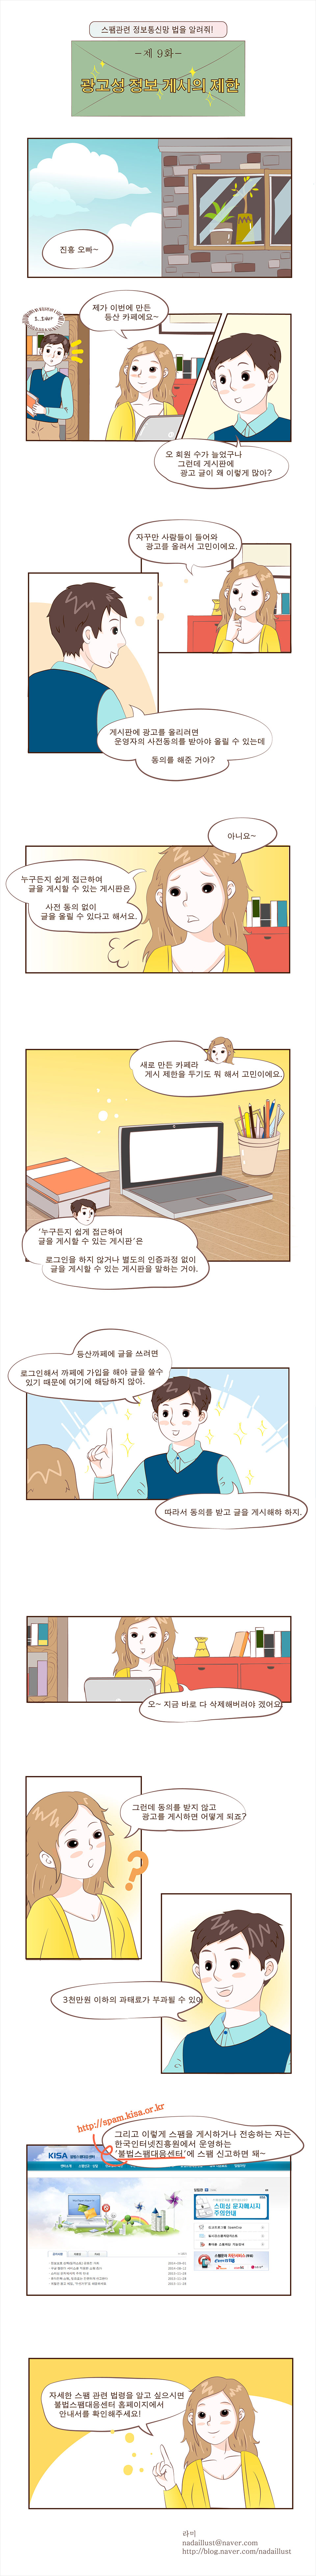 스팸관련 정보통신망 법을 알려줘!
-제 9화-
광고성 정보 게시의 제한
진흥 오빠~
제가 이번에 만든
등산 카페에요~
오 회원 수가 늘었구나
그런데 게시판에
광고 글이 왜 이렇게 많아?
자꾸만 사람들이 들어와
광고를 올려서 고민이에요.
게시판에 광고를 올리려면
운영자의 사전동의를 받아야 올릴 수 있는데
동의를 해준 거야?
아니요~
누구든지 쉽게 접근하여
글을 게시할 수 있는 게시판은
사전 동의 없이
글을 올릴 수 있다고 해서요.
새로 만든 카페라
게시 제한을 두기도 뭐 해서 고민이에요.
'누구든지 쉽게 접근하여
글을 게시할 수 있는 게시판'은
로그인을 하지 않거나 별도의 인증과정 없이
글을 게시할 수 있는 게시판을 말하는 거야.
등산까페에 글을 쓰려면
로그인해서 까페에 가입을 해야 글을 쓸수
있기 때문에 여기에 해당하지 않아.
따라서 동의를 받고 글을 게시해햐 하지.
오~ 지금 바로 다 삭제해버려야 겠어요
그런데 동의를 받지 않고
광고를 게시하면 어떻게 되죠?
?
3천만원 이하의 과태료가 부과될 수 있어
http://spam.kisa.or.kr
그리고 이렇게 스팸을 게시하거나 전송하는 자는
한국인터넷진흥원에서 운영하는
'불법스팸대응센터'에 스팸 신고하면 돼~
KISA 불법스팸대응센터
스미싱 문자메시지
주의안내
자세한 스팸 관련 법령을 알고 싶으시면
불법스팸대응센터 홈페이지에서
안내서를 확인해주세요!
라이
nadaillust@naver.com
http://blog.naver.com/nadaillust